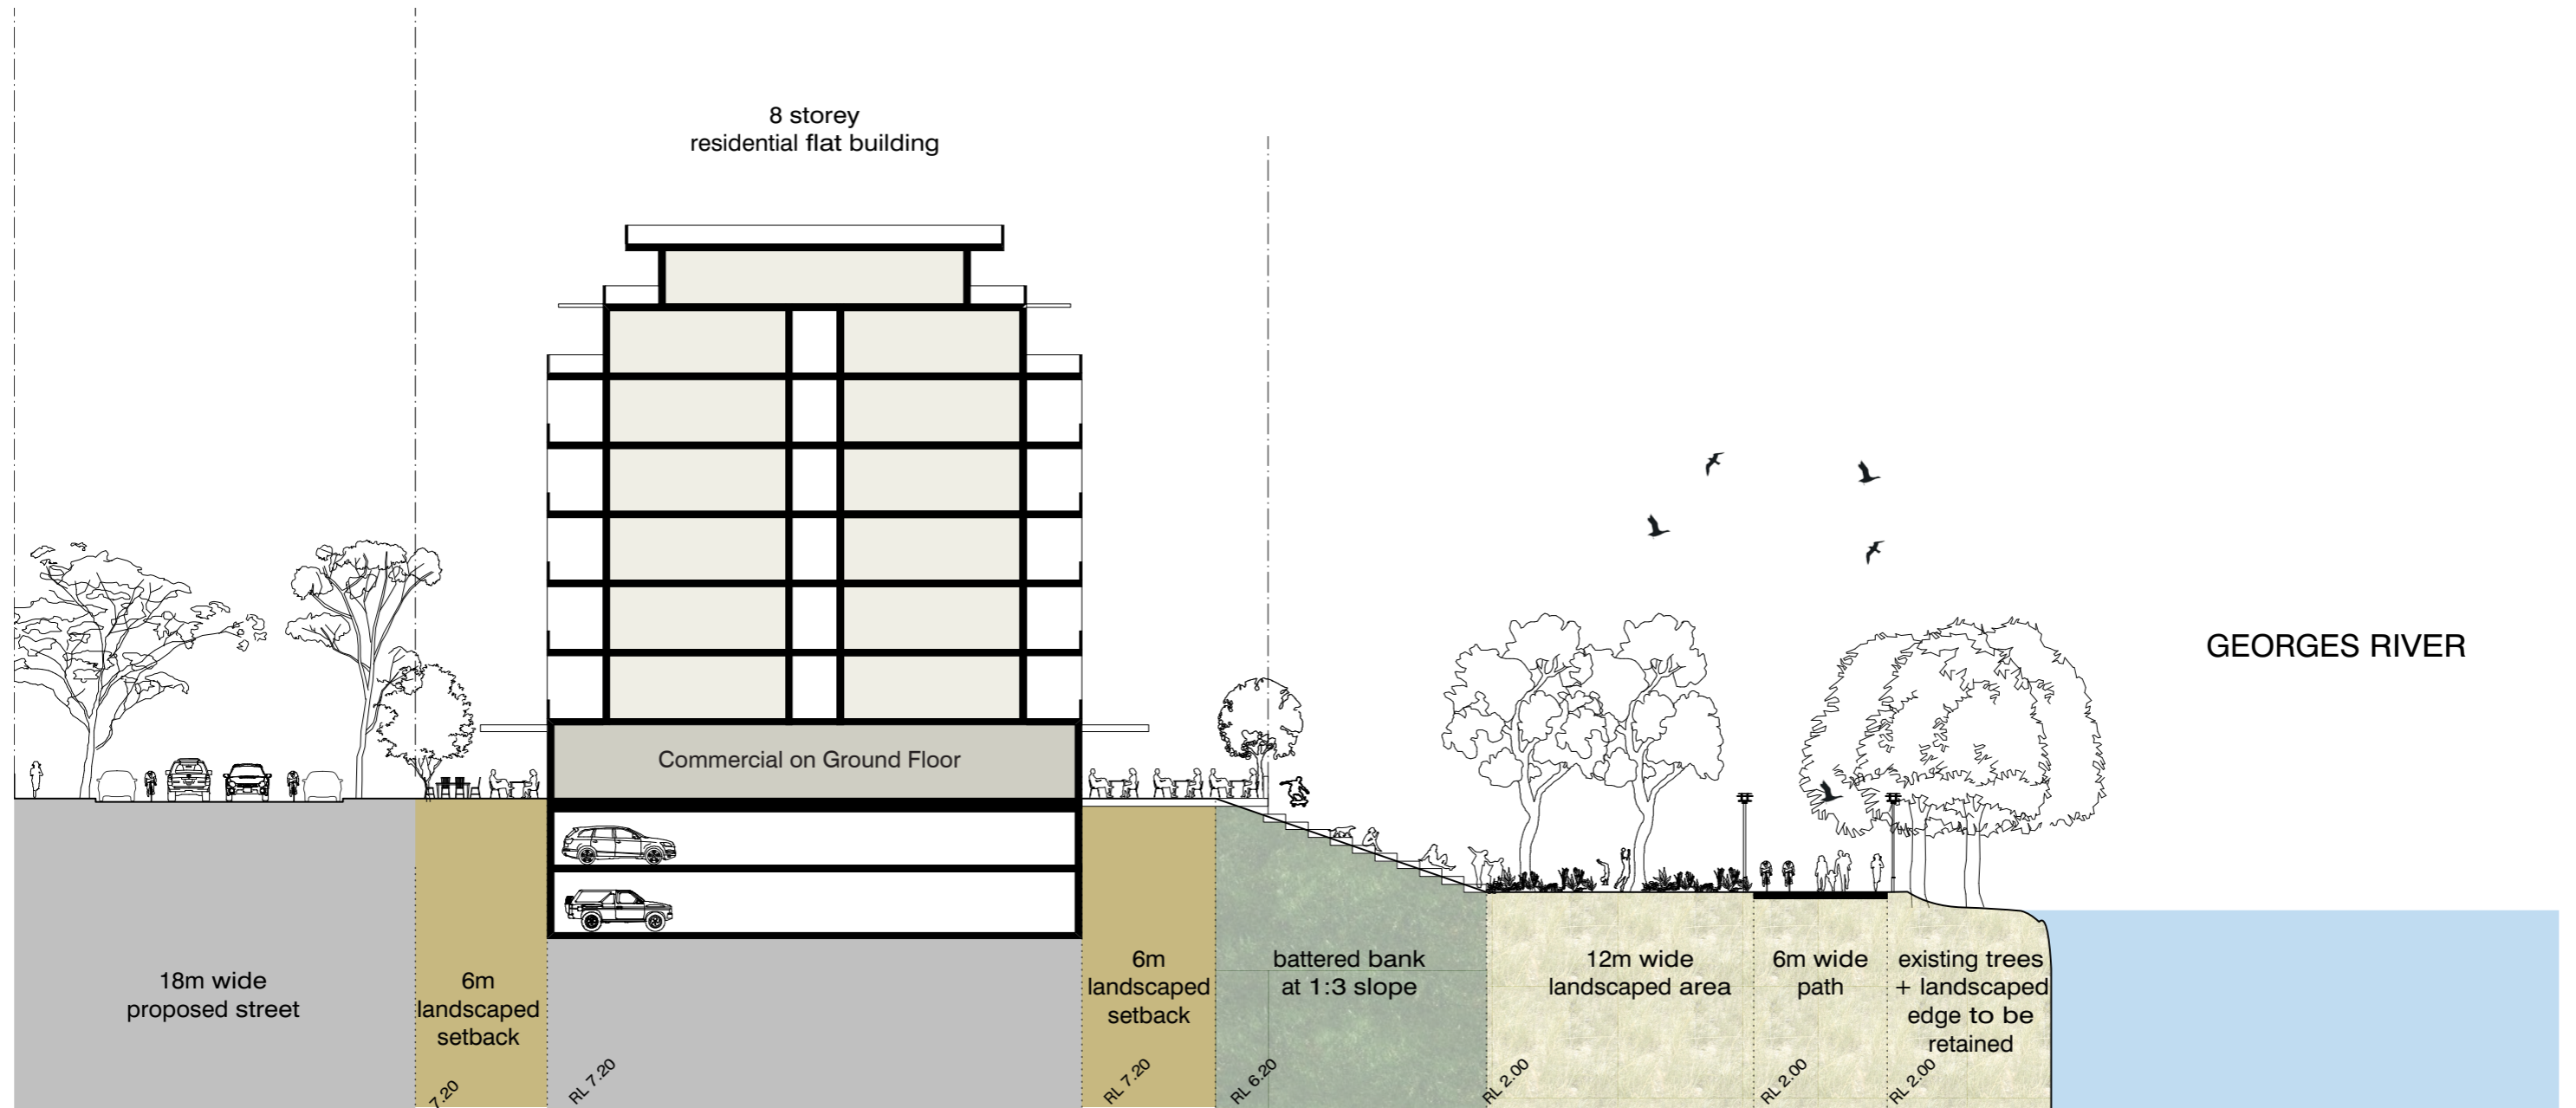 8 storey
residential flat building
GEORGES RIVER
Commercial on Ground Floor
18m wide
proposed street
6m
landscaped
setback
6m
landscaped
setback
battered bank
at 1:3 slope
12m wide
landscaped area
6m wide
path
existing trees
+ landscaped
edge to be
retained
7.20
RL 7.20
RL 7.20
RL 6.20
RL 2.00
RL 2.00
RL 2.00